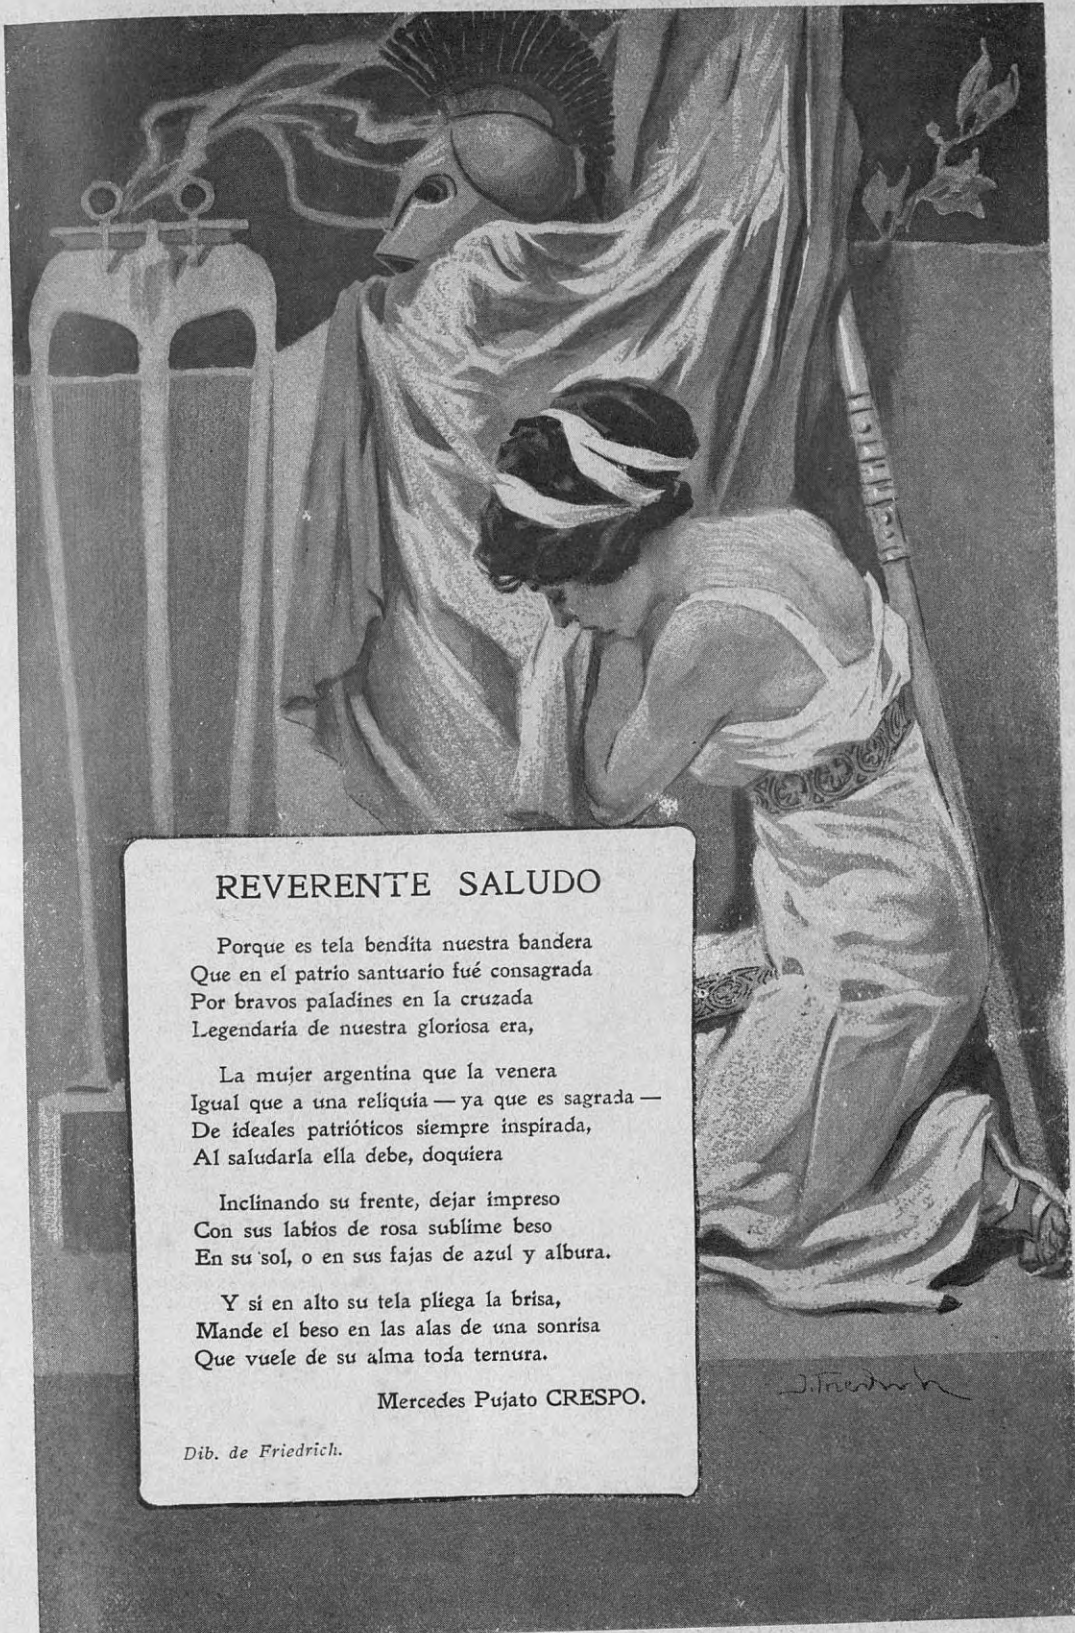 REVERENTE SALUDO
Porque es tela bendita nuestra bandera
Que en el patrio santuario fué consagrada
Por bravos paladines en la cruzada
Legendaria de nuestra gloriosa era,
La mujer argentina que la venera
Igual que a una reliquia — ya que es sagrada —
De ideales patrióticos siempre inspirada,
Al saludarla ella debe, doquiera
Inclinando su frente, dejar impreso
Con sus labios de rosa sublime beso
En su sol, o en sus fajas de azul y albura.
Y si en alto su tela pliega la brisa,
Mande el beso en las alas de una sonrisa
Que vuele de su alma toda ternura.
Mercedes Pujato CRESPO.
Dib. de Friedrich.
J. Friedrich